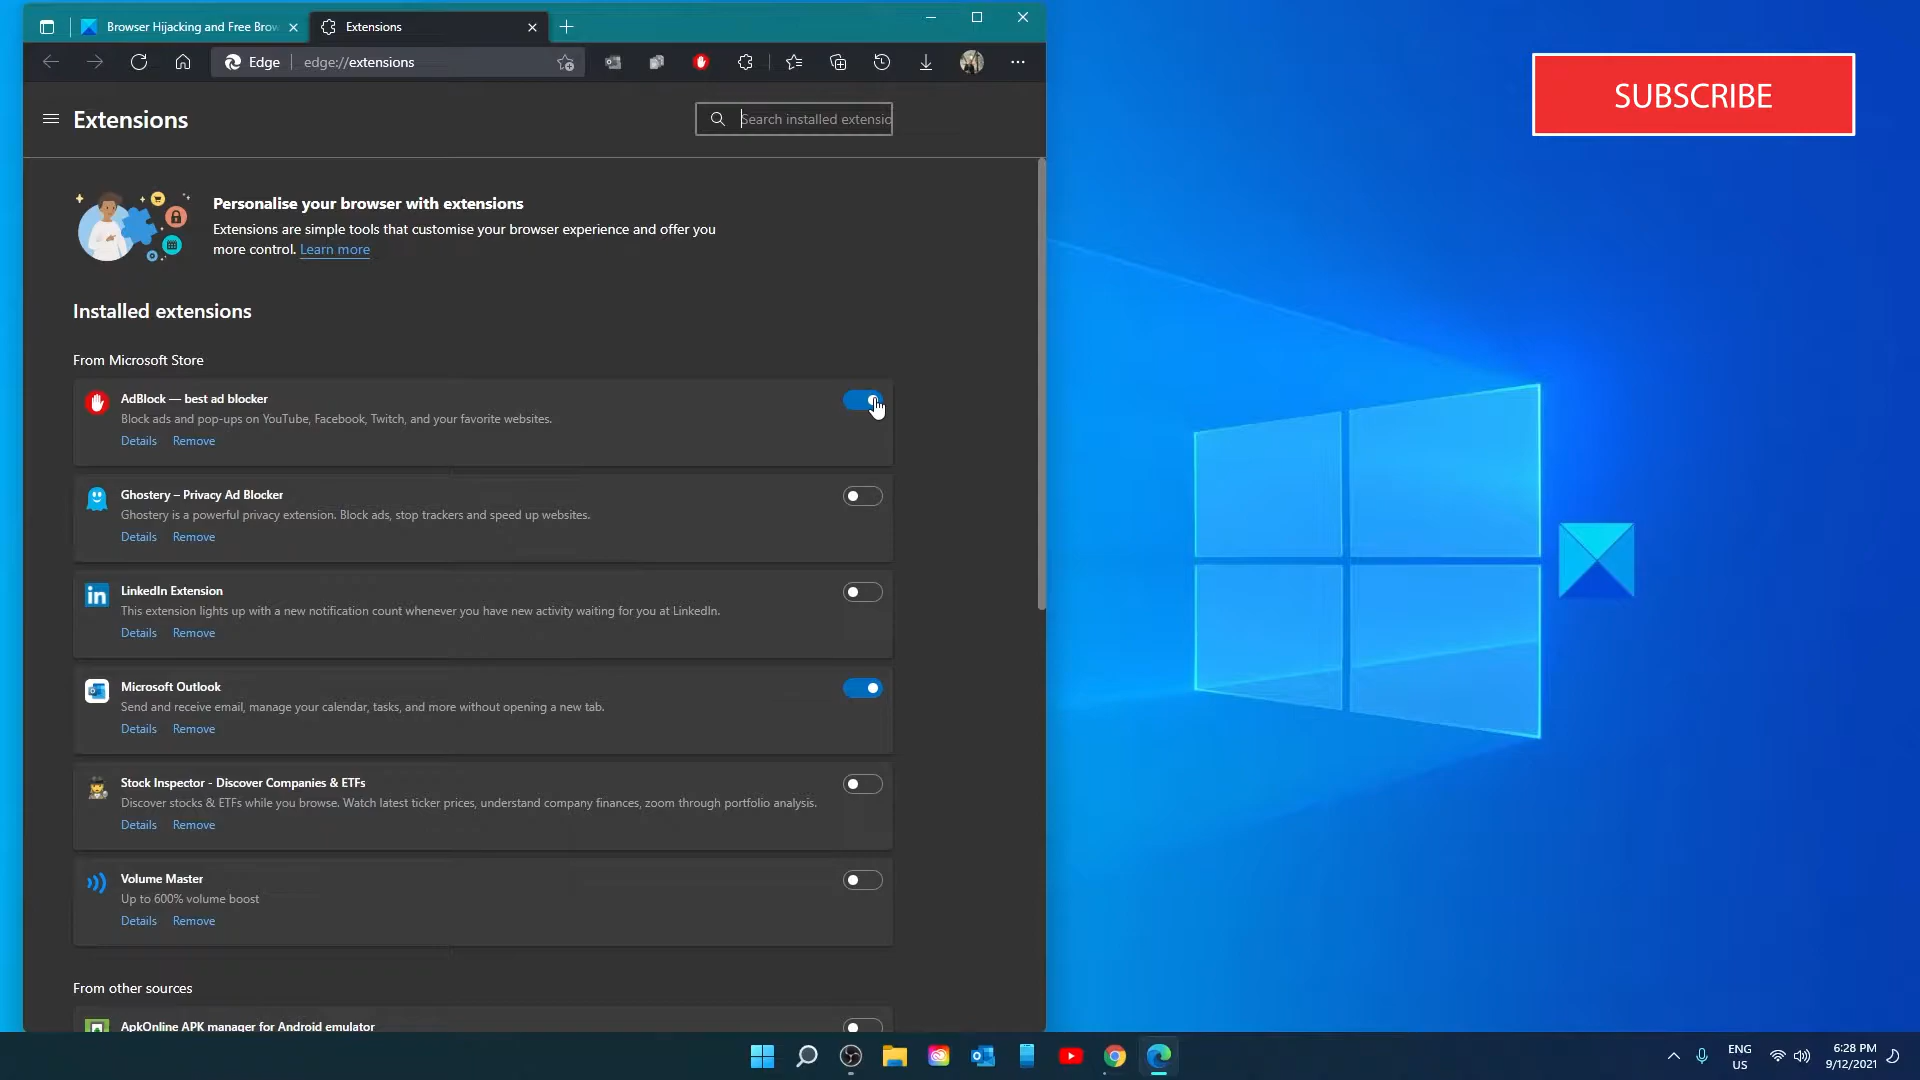 Browser Hijacking and Free Brow
Extensions
Edge
edge://extensions
SUBSCRIBE
Extensions
Search installed extensio
Personalise your browser with extensions
Extensions are simple tools that customise your browser experience and offer you
more control. Learn more
Installed extensions
From Microsoft Store
AdBlock — best ad blocker
Block ads and pop-ups on YouTube, Facebook, Twitch, and your favorite websites.
Details Remove
Ghostery – Privacy Ad Blocker
Ghostery is a powerful privacy extension. Block ads, stop trackers and speed up websites.
Details Remove
LinkedIn Extension
This extension lights up with a new notification count whenever you have new activity waiting for you at LinkedIn.
Details Remove
Microsoft Outlook
Send and receive email, manage your calendar, tasks, and more without opening a new tab.
Details Remove
Stock Inspector - Discover Companies & ETFs
Discover stocks & ETFs while you browse. Watch latest ticker prices, understand company finances, zoom through portfolio analysis.
Details Remove
Volume Master
Up to 600% volume boost
Details Remove
From other sources
ApkOnline APK manager for Android emulator
ENG
US
6:28 PM
9/12/2021